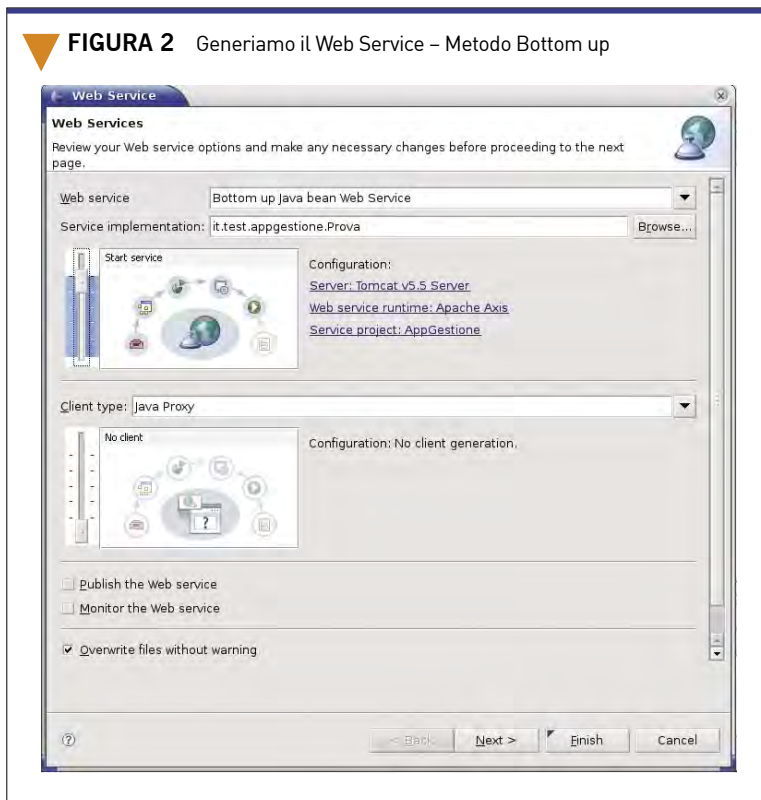 FIGURA 2 Generiamo il Web Service – Metodo Bottom up
Web Service
Web Services
Review your Web service options and make any necessary changes before proceeding to the next
page.
Web service Bottom up Java bean Web Service
Service implementation: it.test.appgestione.Prova Browse...
Start service
Configuration:
Server: Tomcat v5.5 Server
Web service runtime: Apache Axis
Service project: AppGestione
Client type: Java Proxy
No client
Configuration: No client generation.
?
Publish the Web service
Monitor the Web service
Overwrite files without warning
? < Back Next > Finish Cancel